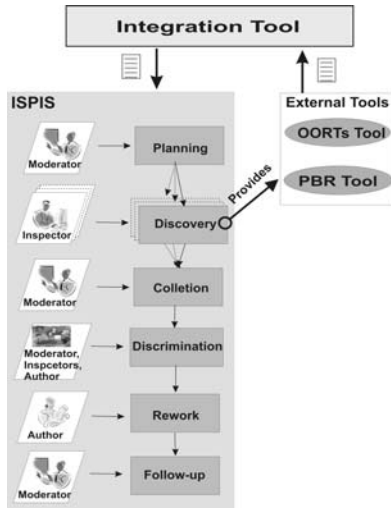 Integration Tool
ISPIS
External Tools
OORTs Tool
PBR Tool
Provides
Moderator
Planning
Inspector
Discovery
Moderator
Colletion
Moderator,
Inspcetors,
Author
Discrimination
Author
Rework
Moderator
Follow-up